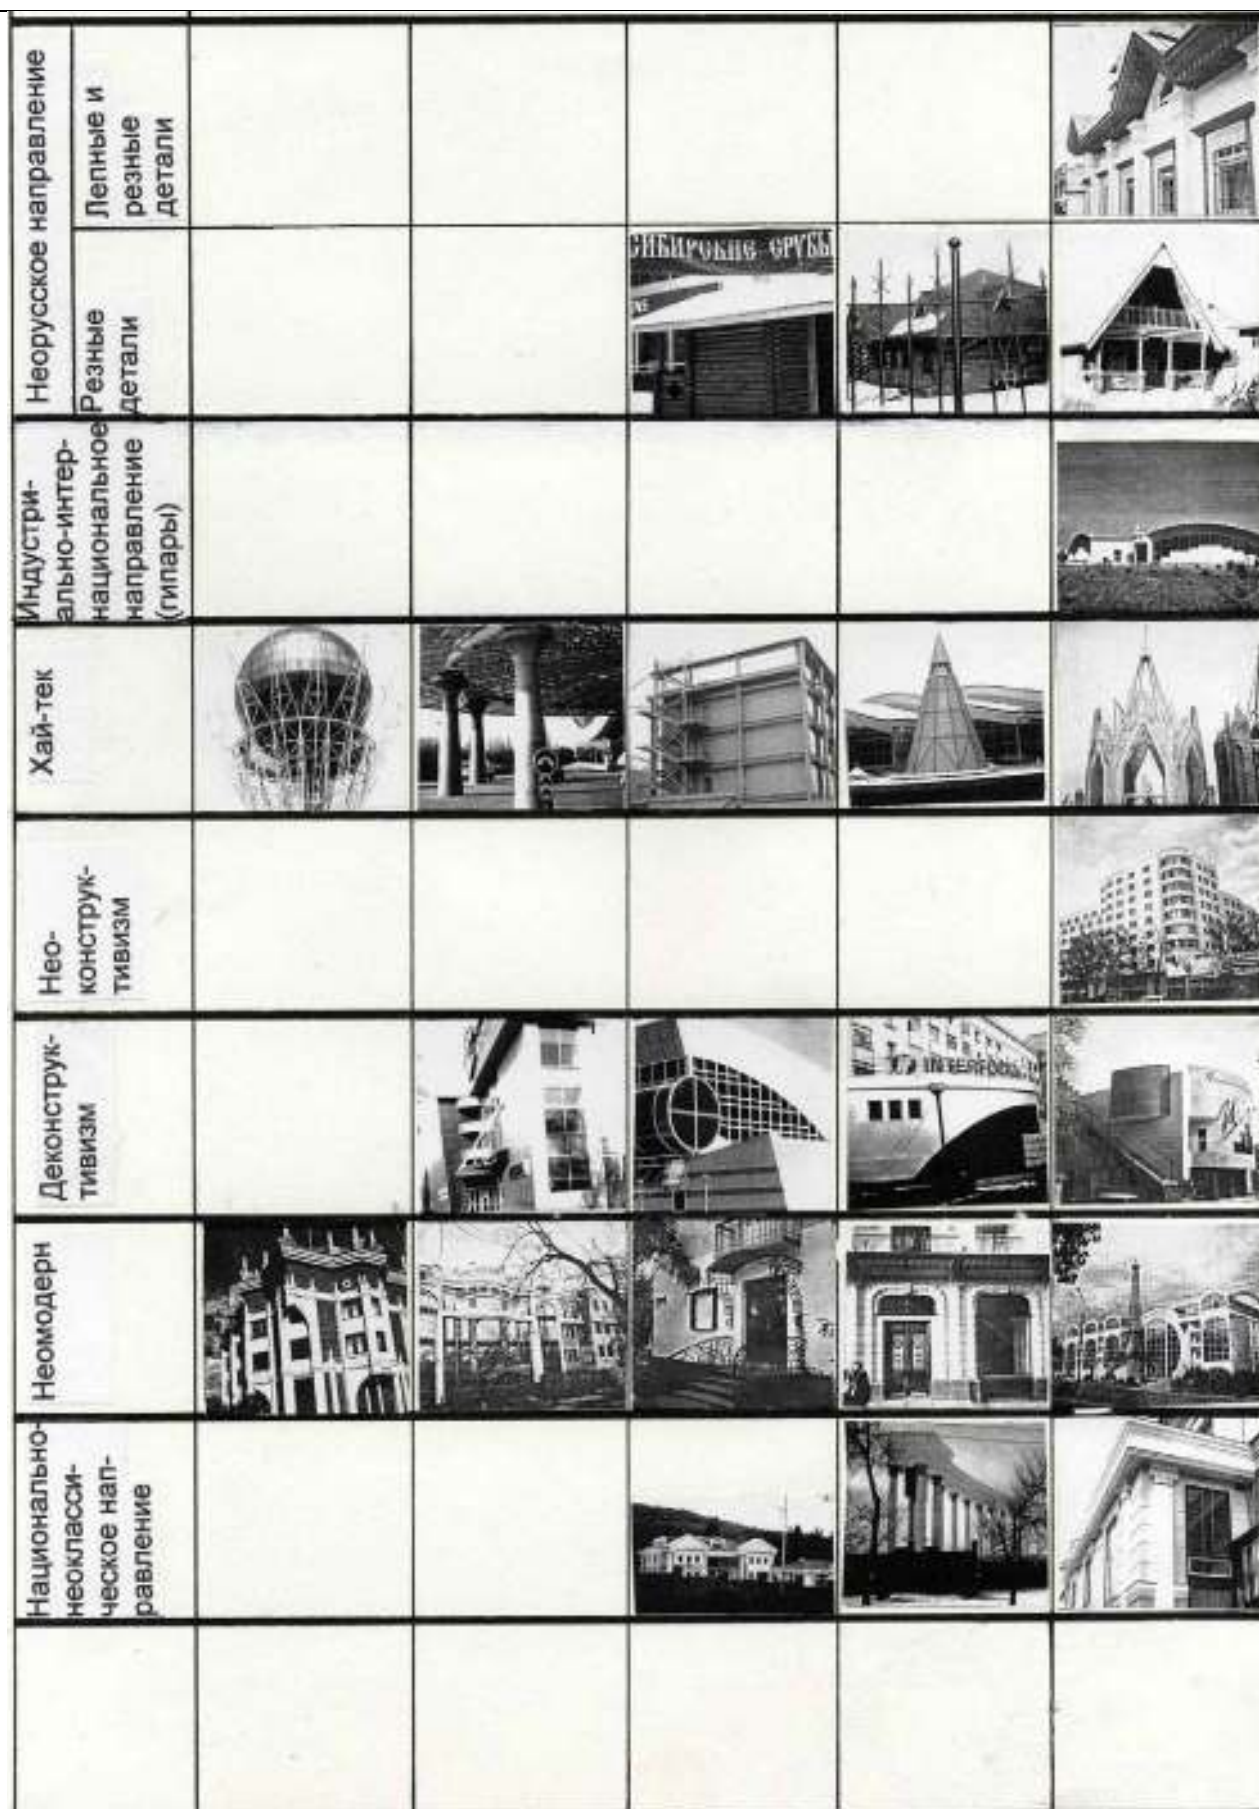 Неорусское направление
Лепные и
резные
детали
Резные
детали
СИБИРСКИЕ СРУБЫ
Индустри-
ально-интер-
национальное
направление
(гипары)
Хай-тек
Нео-
конструк-
тивизм
Деконструк-
тивизм
Неомодерн
Национально-
неокласси-
ческое нап-
равление